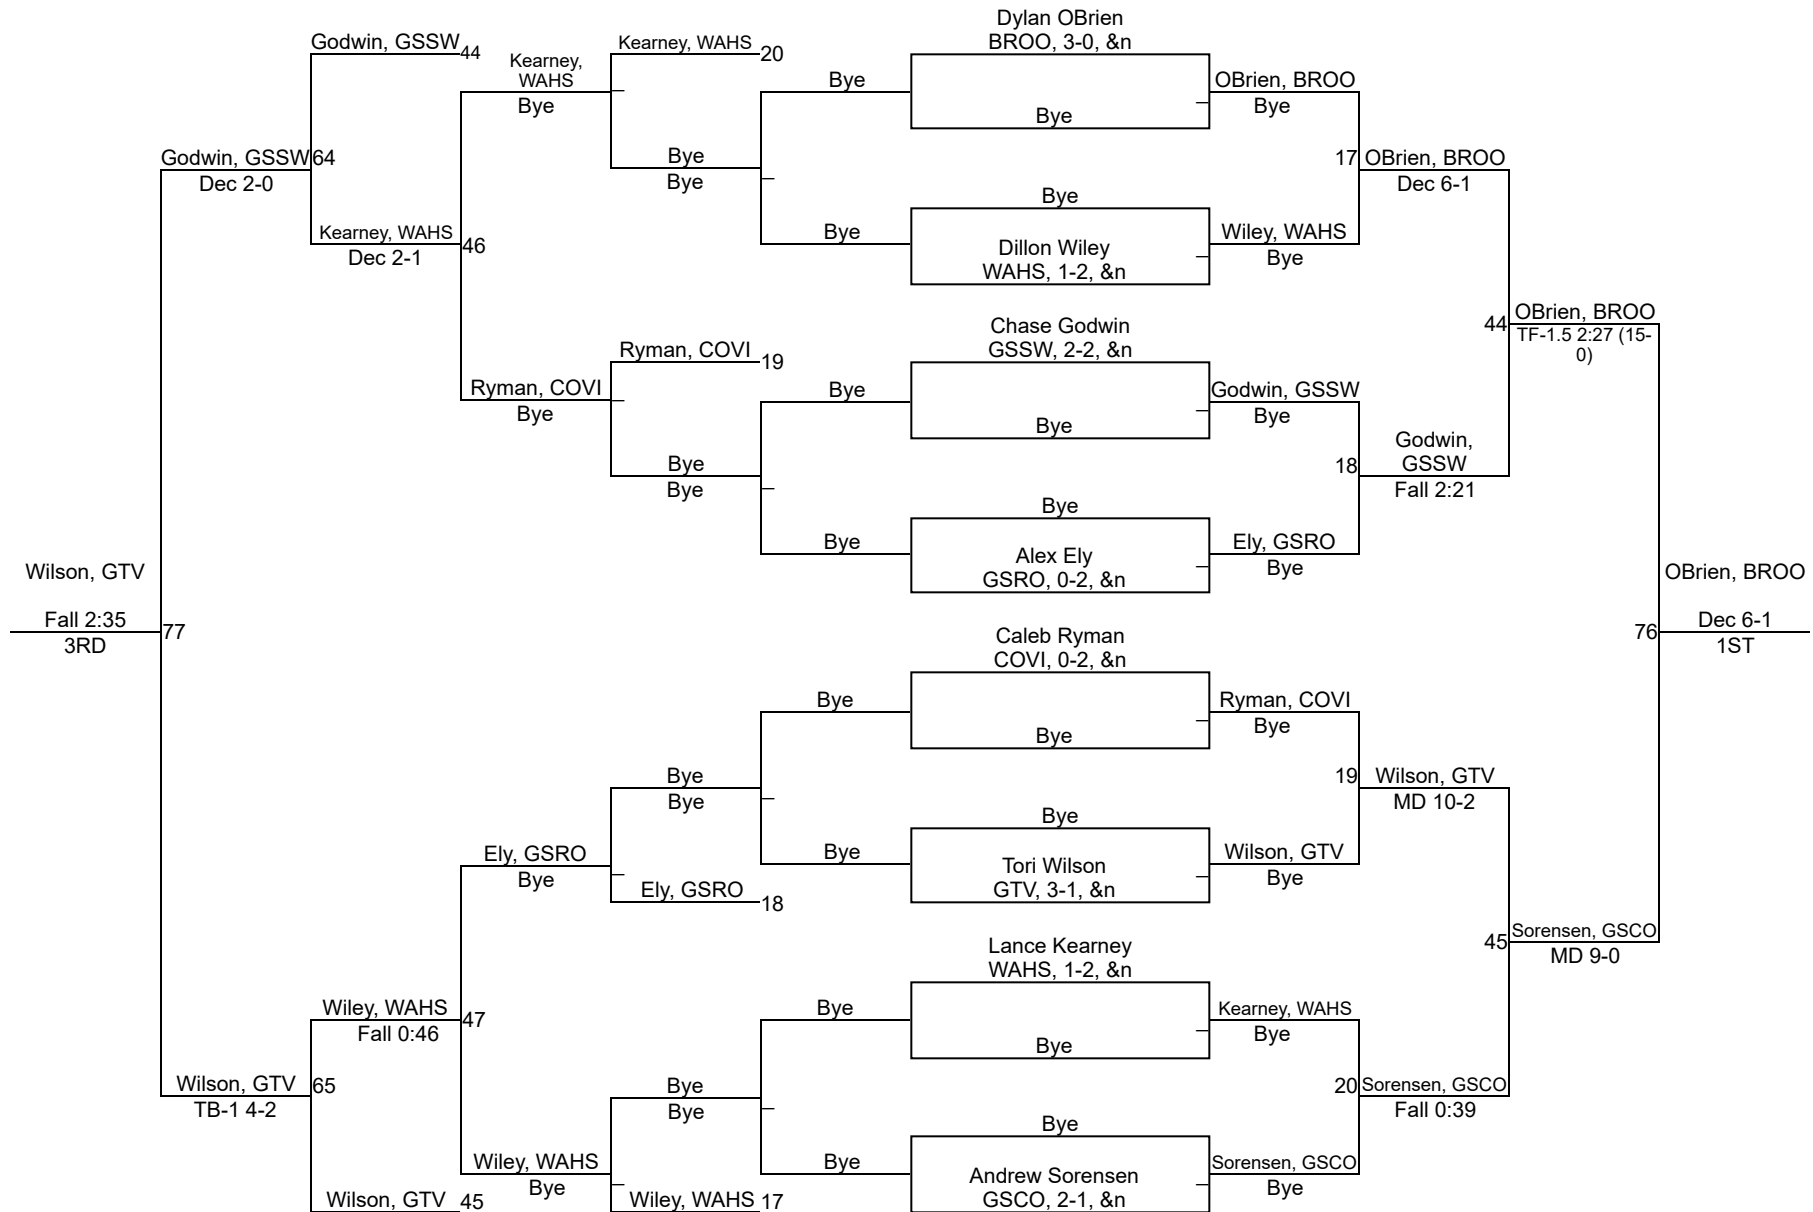 Dylan OBrien
BROO, 3-0, &n
Godwin, GSSW
44
Kearney, WAHS
20
Kearney,
WAHS
Bye
Bye
OBrien, BROO
Bye
Bye
Godwin, GSSW
64
Dec 2-0
Bye
Bye
17
OBrien, BROO
Dec 6-1
Bye
Kearney, WAHS
Dec 2-1
46
Bye
Dillon Wiley
WAHS, 1-2, &n
Wiley, WAHS
Bye
OBrien, BROO
44
TF-1.5 2:27 (15-
0)
Chase Godwin
GSSW, 2-2, &n
Ryman, COVI
19
Ryman, COVI
Bye
Bye
Godwin, GSSW
Bye
Bye
Godwin,
GSSW
18
Fall 2:21
Bye
Bye
Bye
Bye
Alex Ely
GSRO, 0-2, &n
Ely, GSRO
Bye
Wilson, GTV
Fall 2:35
77
3RD
OBrien, BROO
76
Dec 6-1
1ST
Caleb Ryman
COVI, 0-2, &n
Bye
Ryman, COVI
Bye
Bye
Bye
Bye
19
Wilson, GTV
MD 10-2
Bye
Ely, GSRO
Bye
Bye
Tori Wilson
GTV, 3-1, &n
Wilson, GTV
Bye
Ely, GSRO
18
45
Sorensen, GSCO
MD 9-0
Lance Kearney
WAHS, 1-2, &n
Wiley, WAHS
Fall 0:46
47
Bye
Kearney, WAHS
Bye
Bye
Wilson, GTV
65
TB-1 4-2
Bye
Bye
20
Sorensen, GSCO
Fall 0:39
Bye
Wiley, WAHS
Bye
Bye
Andrew Sorensen
GSCO, 2-1, &n
Sorensen, GSCO
Bye
Wilson, GTV
45
Wiley, WAHS
17